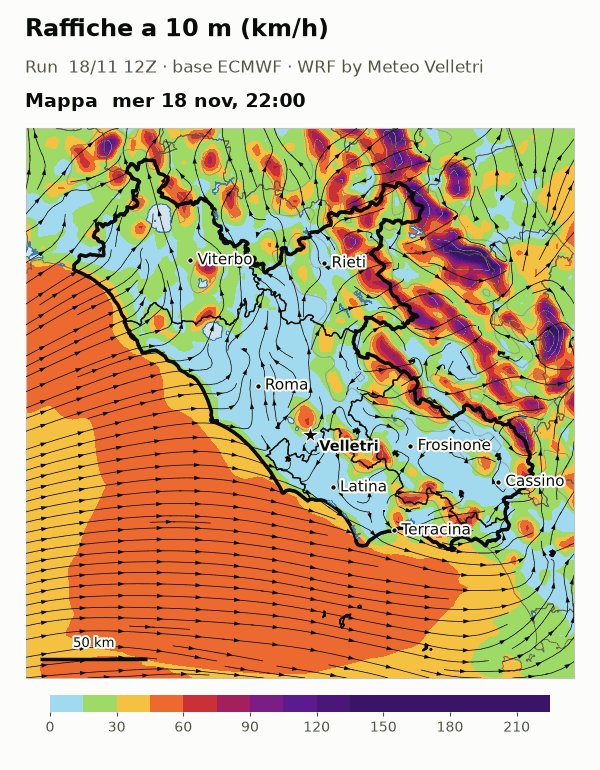 Raffiche a 10 m (km/h)
Run  18/11 12Z · base ECMWF · WRF by Meteo Velletri
Mappa  mer 18 nov, 22:00
Viterbo
Rieti
Roma
Velletri
Frosinone
Cassino
Latina
Terracina
50 km
0 30 60 90 120 150 180 210